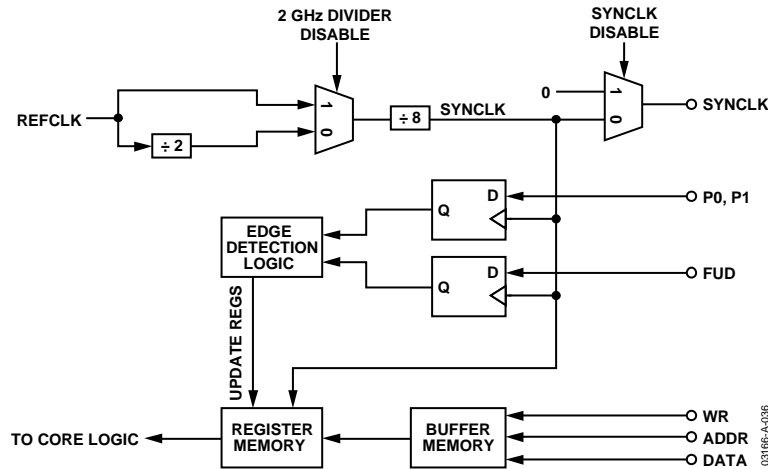 2 GHz DIVIDER
DISABLE
SYNCLK
DISABLE
REFCLK
÷ 2
1
0
÷ 8
SYNCLK
0
1
0
SYNCLK
P0, P1
D
Q
EDGE
DETECTION
LOGIC
D
Q
FUD
UPDATE REGS
TO CORE LOGIC
REGISTER
MEMORY
BUFFER
MEMORY
WR
ADDR
DATA
03166-A-036